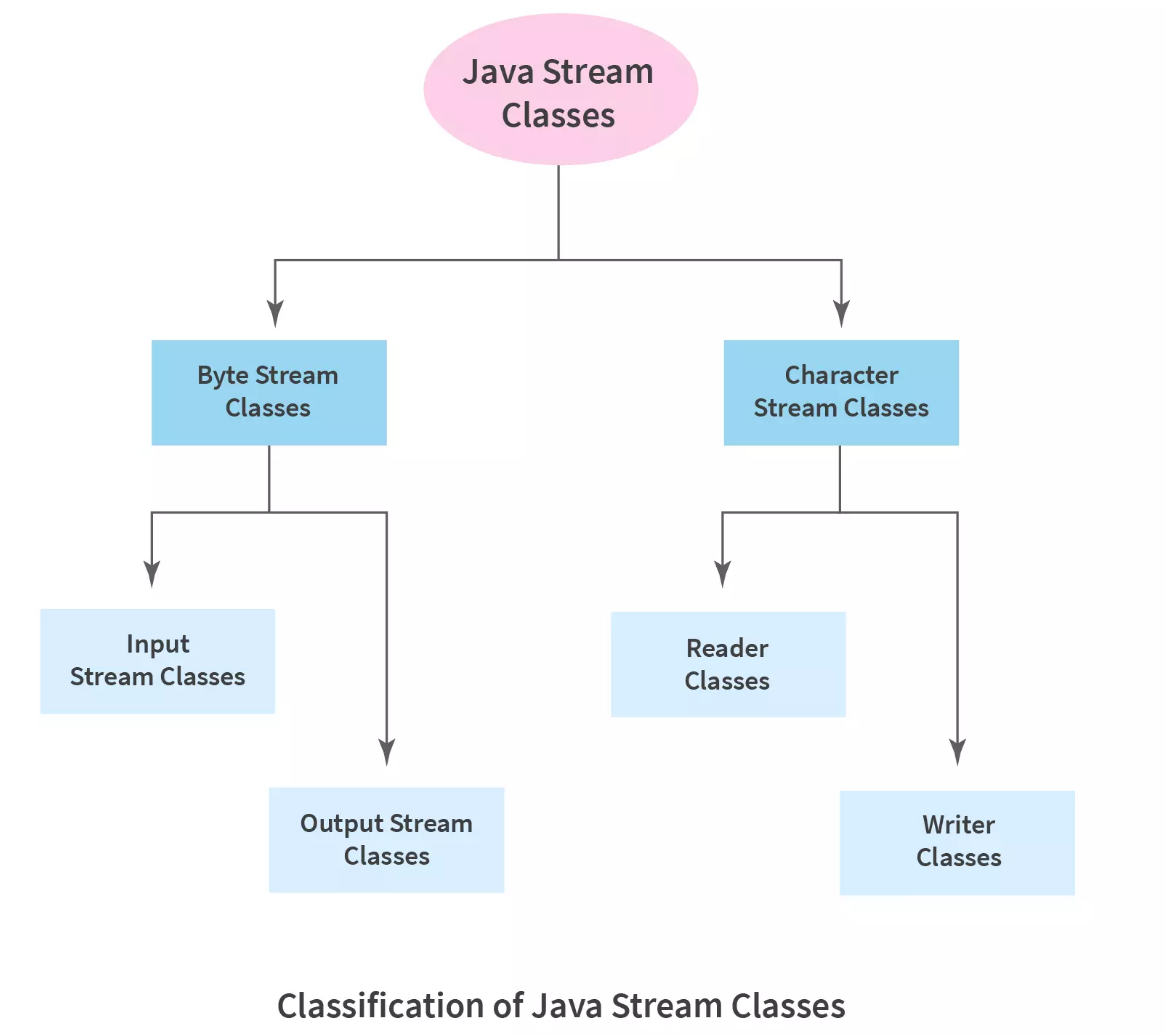 Java Stream
Classes
Byte Stream
Classes
Character
Stream Classes
Input
Stream Classes
Reader
Classes
Output Stream
Classes
Writer
Classes
Classification of Java Stream Classes